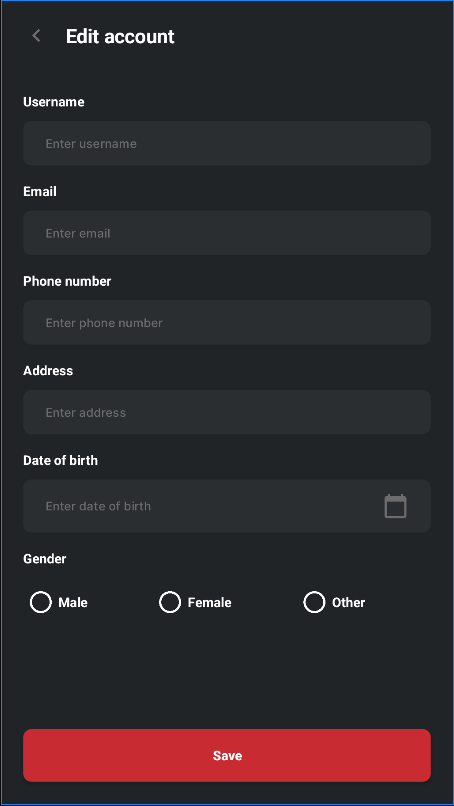 Edit account
Username
Enter username
Email
Enter email
Phone number
Enter phone number
Address
Enter address
Date of birth
Enter date of birth
Gender
Male Female Other
Save